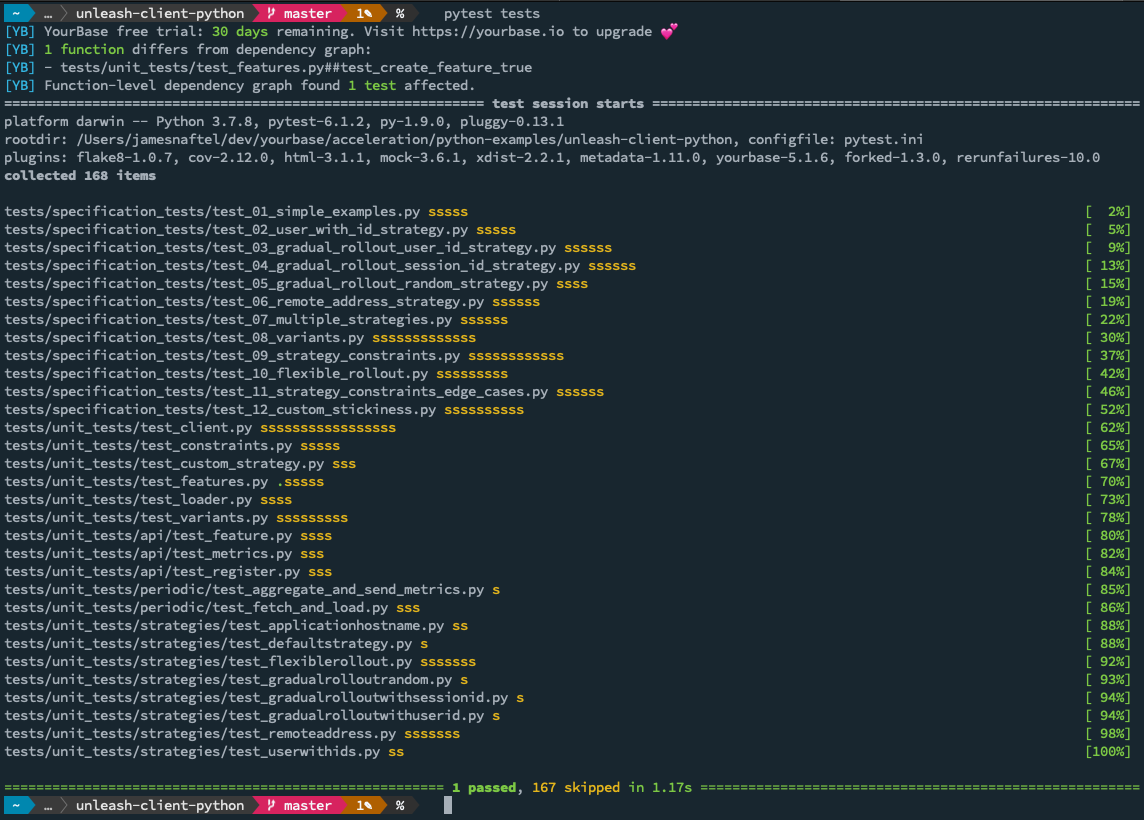 ~ … unleash-client-python master 1✎ % pytest tests
[YB] YourBase free trial: 30 days remaining. Visit https://yourbase.io to upgrade 💕
[YB] 1 function differs from dependency graph:
[YB] - tests/unit_tests/test_features.py##test_create_feature_true
[YB] Function-level dependency graph found 1 test affected.
============================================================ test session starts =============================================================
platform darwin -- Python 3.7.8, pytest-6.1.2, py-1.9.0, pluggy-0.13.1
rootdir: /Users/jamesnaftel/dev/yourbase/acceleration/python-examples/unleash-client-python, configfile: pytest.ini
plugins: flake8-1.0.7, cov-2.12.0, html-3.1.1, mock-3.6.1, xdist-2.2.1, metadata-1.11.0, yourbase-5.1.6, forked-1.3.0, rerunfailures-10.0
collected 168 items
tests/specification_tests/test_01_simple_examples.py sssss [  2%]
tests/specification_tests/test_02_user_with_id_strategy.py sssss [  5%]
tests/specification_tests/test_03_gradual_rollout_user_id_strategy.py ssssss [  9%]
tests/specification_tests/test_04_gradual_rollout_session_id_strategy.py ssssss [ 13%]
tests/specification_tests/test_05_gradual_rollout_random_strategy.py ssss [ 15%]
tests/specification_tests/test_06_remote_address_strategy.py ssssss [ 19%]
tests/specification_tests/test_07_multiple_strategies.py ssssss [ 22%]
tests/specification_tests/test_08_variants.py sssssssssssss [ 30%]
tests/specification_tests/test_09_strategy_constraints.py ssssssssssss [ 37%]
tests/specification_tests/test_10_flexible_rollout.py sssssssss [ 42%]
tests/specification_tests/test_11_strategy_constraints_edge_cases.py ssssss [ 46%]
tests/specification_tests/test_12_custom_stickiness.py ssssssssss [ 52%]
tests/unit_tests/test_client.py sssssssssssssssss [ 62%]
tests/unit_tests/test_constraints.py sssss [ 65%]
tests/unit_tests/test_custom_strategy.py sss [ 67%]
tests/unit_tests/test_features.py .sssss [ 70%]
tests/unit_tests/test_loader.py ssss [ 73%]
tests/unit_tests/test_variants.py sssssssss [ 78%]
tests/unit_tests/api/test_feature.py ssss [ 80%]
tests/unit_tests/api/test_metrics.py sss [ 82%]
tests/unit_tests/api/test_register.py sss [ 84%]
tests/unit_tests/periodic/test_aggregate_and_send_metrics.py s [ 85%]
tests/unit_tests/periodic/test_fetch_and_load.py sss [ 86%]
tests/unit_tests/strategies/test_applicationhostname.py ss [ 88%]
tests/unit_tests/strategies/test_defaultstrategy.py s [ 88%]
tests/unit_tests/strategies/test_flexiblerollout.py sssssss [ 92%]
tests/unit_tests/strategies/test_gradualrolloutrandom.py s [ 93%]
tests/unit_tests/strategies/test_gradualrolloutwithsessionid.py s [ 94%]
tests/unit_tests/strategies/test_gradualrolloutwithuserid.py s [ 94%]
tests/unit_tests/strategies/test_remoteaddress.py sssssss [ 98%]
tests/unit_tests/strategies/test_userwithids.py ss [100%]
======================================================= 1 passed, 167 skipped in 1.17s =======================================================
~ … unleash-client-python master 1✎ %